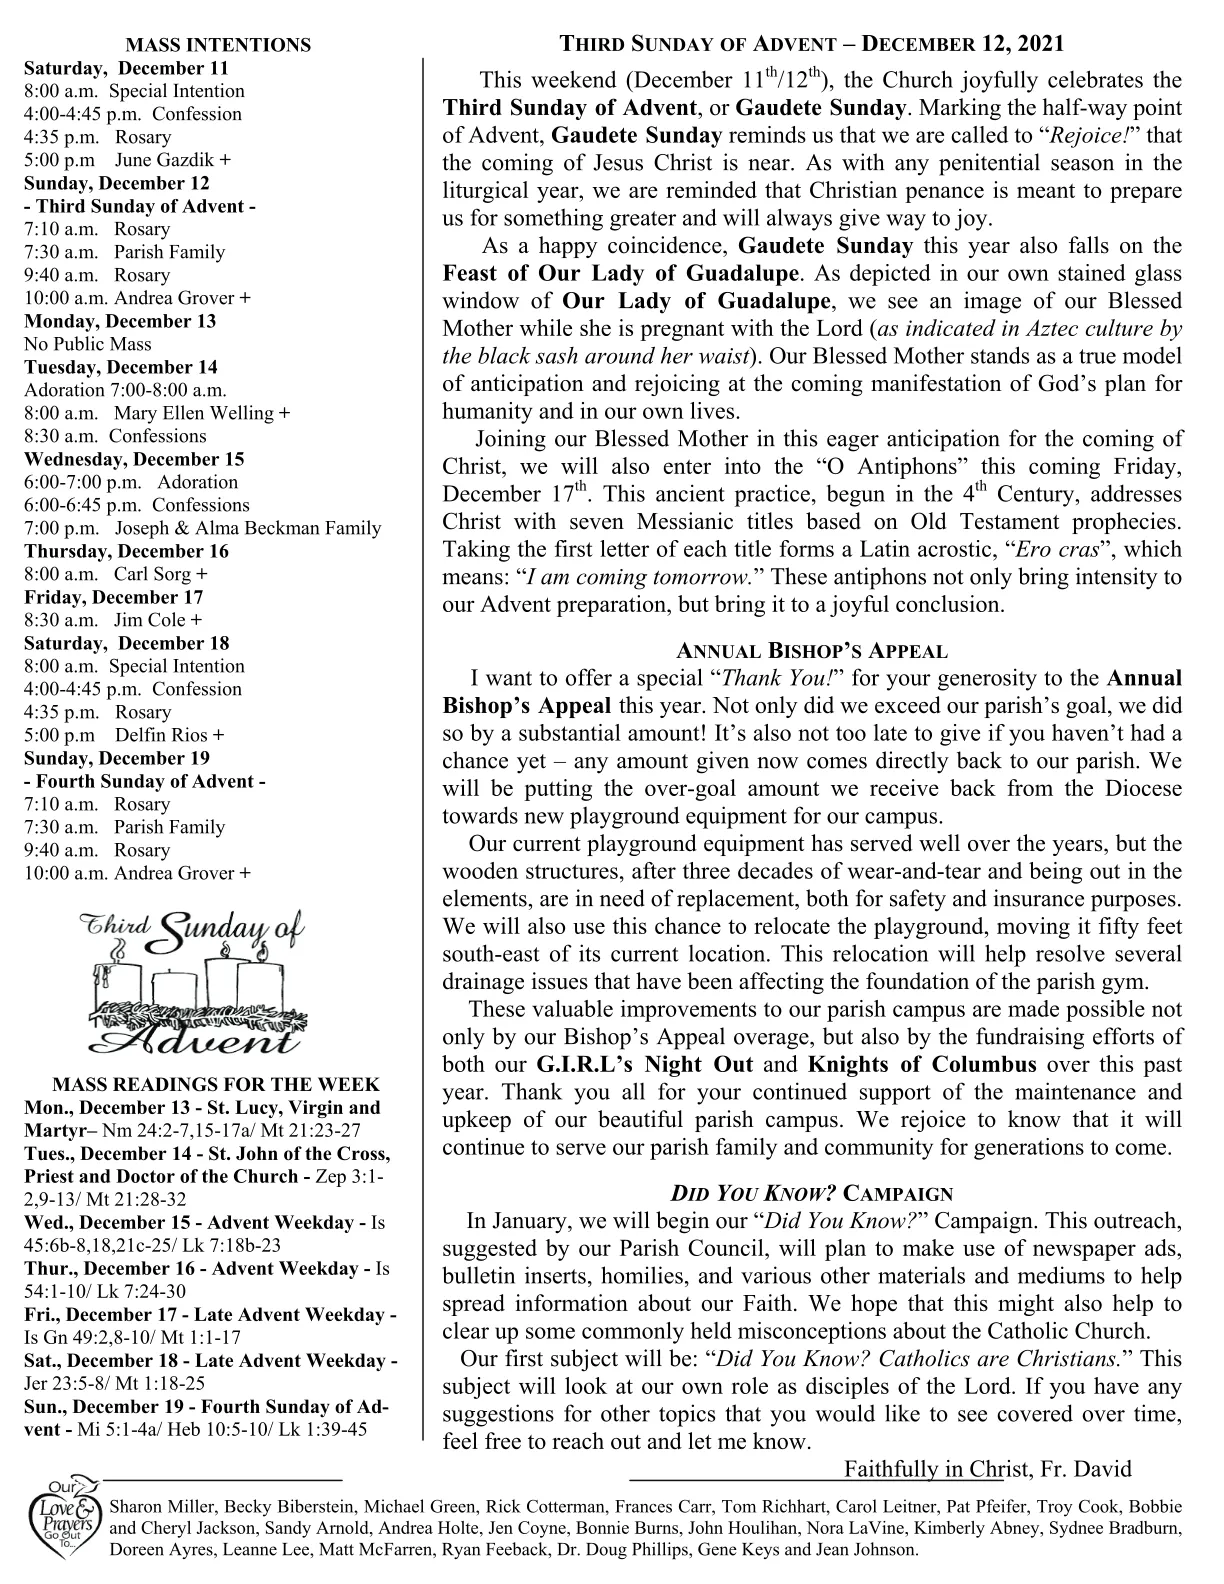 MASS INTENTIONS
Saturday,  December 11
8:00 a.m.  Special Intention
4:00-4:45 p.m.  Confession
4:35 p.m.   Rosary
5:00 p.m    June Gazdik +
Sunday, December 12
- Third Sunday of Advent -
7:10 a.m.   Rosary
7:30 a.m.   Parish Family
9:40 a.m.   Rosary
10:00 a.m. Andrea Grover +
Monday, December 13
No Public Mass
Tuesday, December 14
Adoration 7:00-8:00 a.m.
8:00 a.m.   Mary Ellen Welling +
8:30 a.m.  Confessions
Wednesday, December 15
6:00-7:00 p.m.   Adoration
6:00-6:45 p.m.  Confessions
7:00 p.m.   Joseph & Alma Beckman Family
Thursday, December 16
8:00 a.m.   Carl Sorg +
Friday, December 17
8:30 a.m.   Jim Cole +
Saturday,  December 18
8:00 a.m.  Special Intention
4:00-4:45 p.m.  Confession
4:35 p.m.   Rosary
5:00 p.m    Delfin Rios +
Sunday, December 19
- Fourth Sunday of Advent -
7:10 a.m.   Rosary
7:30 a.m.   Parish Family
9:40 a.m.   Rosary
10:00 a.m. Andrea Grover +
Third Sunday of
Advent
MASS READINGS FOR THE WEEK
Mon., December 13 - St. Lucy, Virgin and
Martyr– Nm 24:2-7,15-17a/ Mt 21:23-27
Tues., December 14 - St. John of the Cross,
Priest and Doctor of the Church - Zep 3:1-
2,9-13/ Mt 21:28-32
Wed., December 15 - Advent Weekday - Is
45:6b-8,18,21c-25/ Lk 7:18b-23
Thur., December 16 - Advent Weekday - Is
54:1-10/ Lk 7:24-30
Fri., December 17 - Late Advent Weekday -
Is Gn 49:2,8-10/ Mt 1:1-17
Sat., December 18 - Late Advent Weekday -
Jer 23:5-8/ Mt 1:18-25
Sun., December 19 - Fourth Sunday of Ad-
vent - Mi 5:1-4a/ Heb 10:5-10/ Lk 1:39-45
THIRD SUNDAY OF ADVENT – DECEMBER 12, 2021
This weekend (December 11th/12th), the Church joyfully celebrates the
Third Sunday of Advent, or Gaudete Sunday. Marking the half-way point
of Advent, Gaudete Sunday reminds us that we are called to “Rejoice!” that
the coming of Jesus Christ is near. As with any penitential season in the
liturgical year, we are reminded that Christian penance is meant to prepare
us for something greater and will always give way to joy.
As a happy coincidence, Gaudete Sunday this year also falls on the
Feast of Our Lady of Guadalupe. As depicted in our own stained glass
window of Our Lady of Guadalupe, we see an image of our Blessed
Mother while she is pregnant with the Lord (as indicated in Aztec culture by
the black sash around her waist). Our Blessed Mother stands as a true model
of anticipation and rejoicing at the coming manifestation of God’s plan for
humanity and in our own lives.
Joining our Blessed Mother in this eager anticipation for the coming of
Christ, we will also enter into the “O Antiphons” this coming Friday,
December 17th. This ancient practice, begun in the 4th Century, addresses
Christ with seven Messianic titles based on Old Testament prophecies.
Taking the first letter of each title forms a Latin acrostic, “Ero cras”, which
means: “I am coming tomorrow.” These antiphons not only bring intensity to
our Advent preparation, but bring it to a joyful conclusion.
ANNUAL BISHOP’S APPEAL
I want to offer a special “Thank You!” for your generosity to the Annual
Bishop’s Appeal this year. Not only did we exceed our parish’s goal, we did
so by a substantial amount! It’s also not too late to give if you haven’t had a
chance yet – any amount given now comes directly back to our parish. We
will be putting the over-goal amount we receive back from the Diocese
towards new playground equipment for our campus.
Our current playground equipment has served well over the years, but the
wooden structures, after three decades of wear-and-tear and being out in the
elements, are in need of replacement, both for safety and insurance purposes.
We will also use this chance to relocate the playground, moving it fifty feet
south-east of its current location. This relocation will help resolve several
drainage issues that have been affecting the foundation of the parish gym.
These valuable improvements to our parish campus are made possible not
only by our Bishop’s Appeal overage, but also by the fundraising efforts of
both our G.I.R.L’s Night Out and Knights of Columbus over this past
year. Thank you all for your continued support of the maintenance and
upkeep of our beautiful parish campus. We rejoice to know that it will
continue to serve our parish family and community for generations to come.
DID YOU KNOW? CAMPAIGN
In January, we will begin our “Did You Know?” Campaign. This outreach,
suggested by our Parish Council, will plan to make use of newspaper ads,
bulletin inserts, homilies, and various other materials and mediums to help
spread information about our Faith. We hope that this might also help to
clear up some commonly held misconceptions about the Catholic Church.
Our first subject will be: “Did You Know? Catholics are Christians.” This
subject will look at our own role as disciples of the Lord. If you have any
suggestions for other topics that you would like to see covered over time,
feel free to reach out and let me know.
Faithfully in Christ, Fr. David
Our
Love &
Prayers
Go Out
To...
Sharon Miller, Becky Biberstein, Michael Green, Rick Cotterman, Frances Carr, Tom Richhart, Carol Leitner, Pat Pfeifer, Troy Cook, Bobbie
and Cheryl Jackson, Sandy Arnold, Andrea Holte, Jen Coyne, Bonnie Burns, John Houlihan, Nora LaVine, Kimberly Abney, Sydnee Bradburn,
Doreen Ayres, Leanne Lee, Matt McFarren, Ryan Feeback, Dr. Doug Phillips, Gene Keys and Jean Johnson.